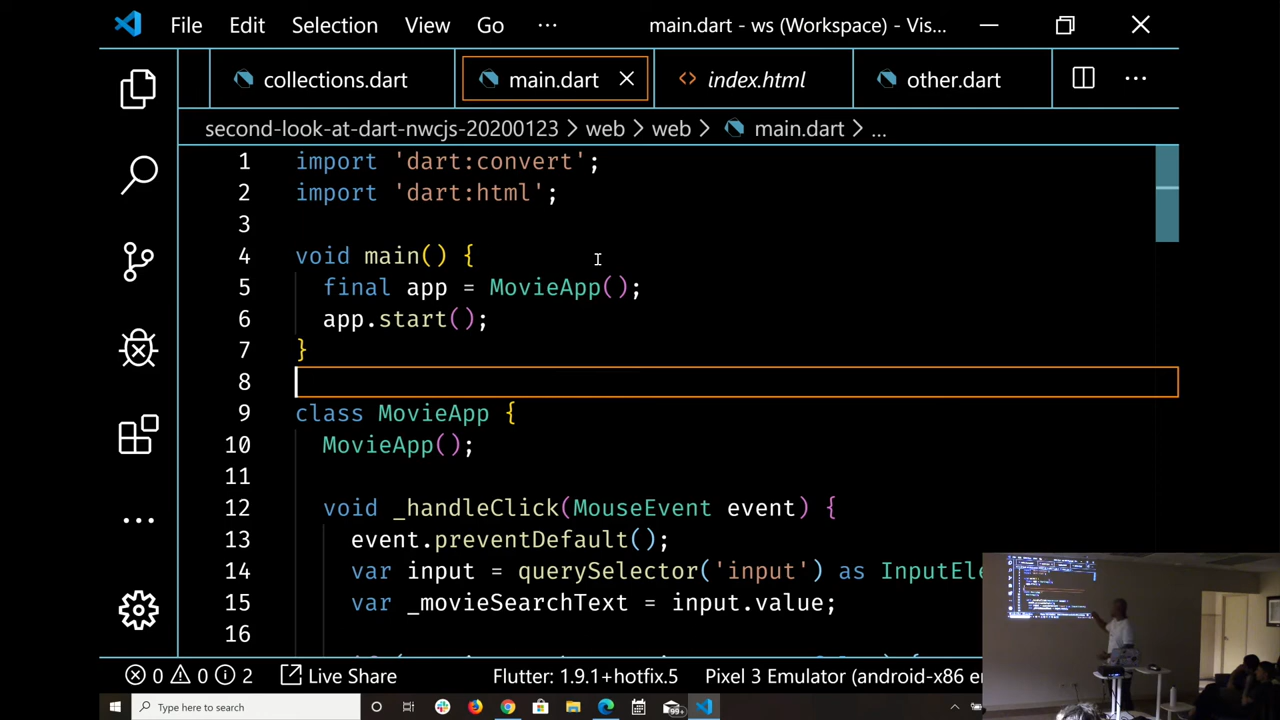 File Edit Selection View Go ··· main.dart - ws (Workspace) - Vis...
collections.dart main.dart index.html other.dart ···
second-look-at-dart-nwcjs-20200123 > web > web > main.dart > ...
1 import 'dart:convert';
2 import 'dart:html';
3
4 void main() {
5 final app = MovieApp();
6 app.start();
7 }
8
9 class MovieApp {
10 MovieApp();
11
12 void _handleClick(MouseEvent event) {
13 event.preventDefault();
14 var input = querySelector('input') as InputEle
15 var _movieSearchText = input.value;
16
0 0 2 Live Share Flutter: 1.9.1+hotfix.5 Pixel 3 Emulator (android-x86 em
Type here to search 99+